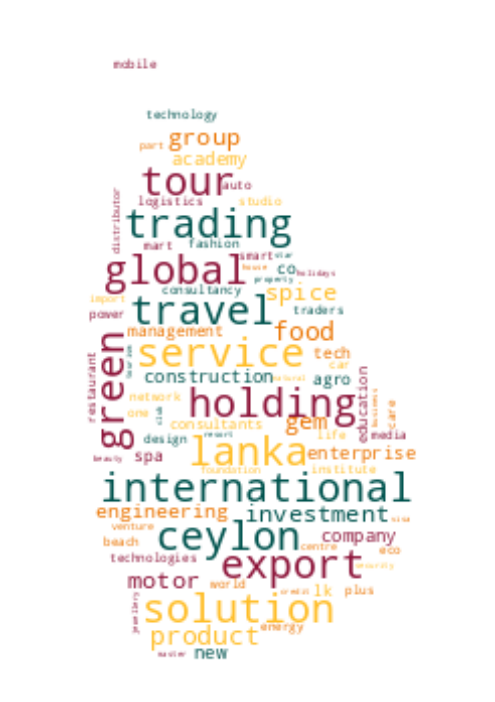 mobile
technology
part group
academy
tour auto
distributor logistics studio
trading
mart fashion
smart star
global house co holidays
property
consultancy spice
import
travel traders
power
management food
service tech
restaurant green tourism car
construction natural agro
network holding education business
one club gem care
consultants
design resort life media
lanka enterprise
beauty spa
foundation institute
international
engineering investment visa
venture ceylon company
beach centre eco
technologies export security
motor world
jewellery credit lk plus
solution
product energy
master new